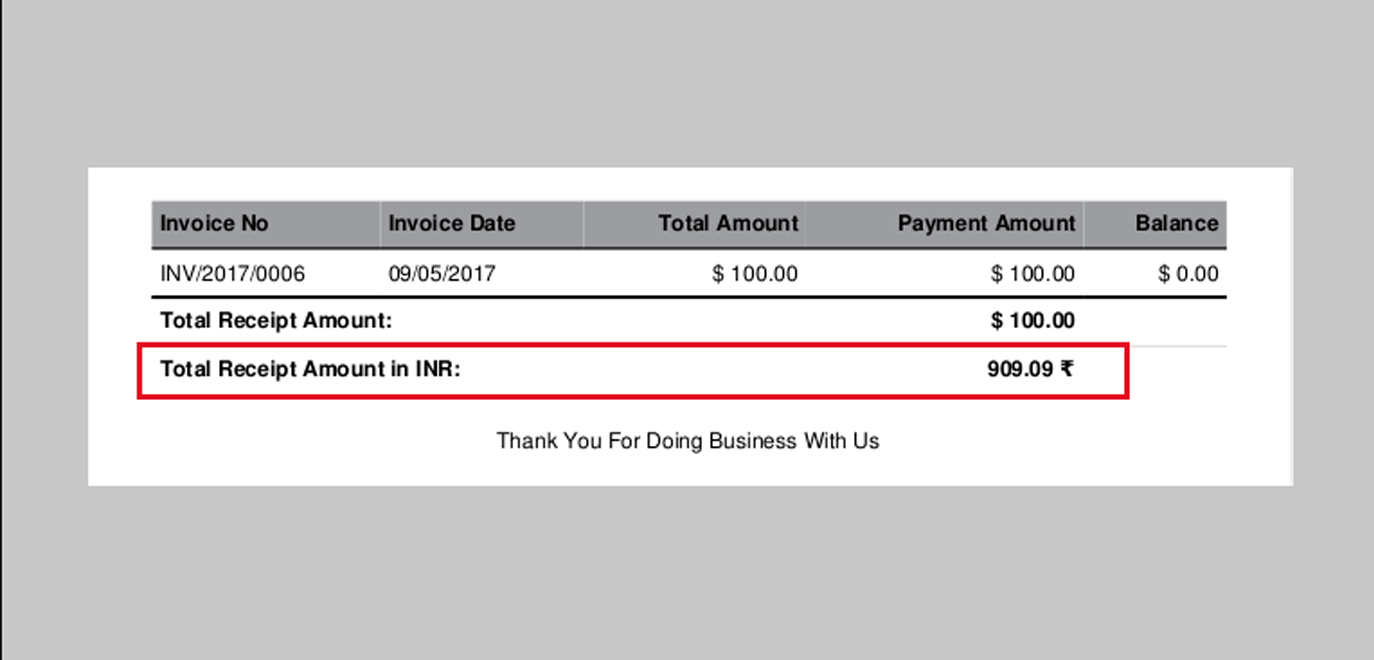 Invoice No Invoice Date Total Amount Payment Amount Balance
INV/2017/0006 09/05/2017 $ 100.00 $ 100.00 $ 0.00
Total Receipt Amount: $ 100.00
Total Receipt Amount in INR: 909.09 ₹
Thank You For Doing Business With Us